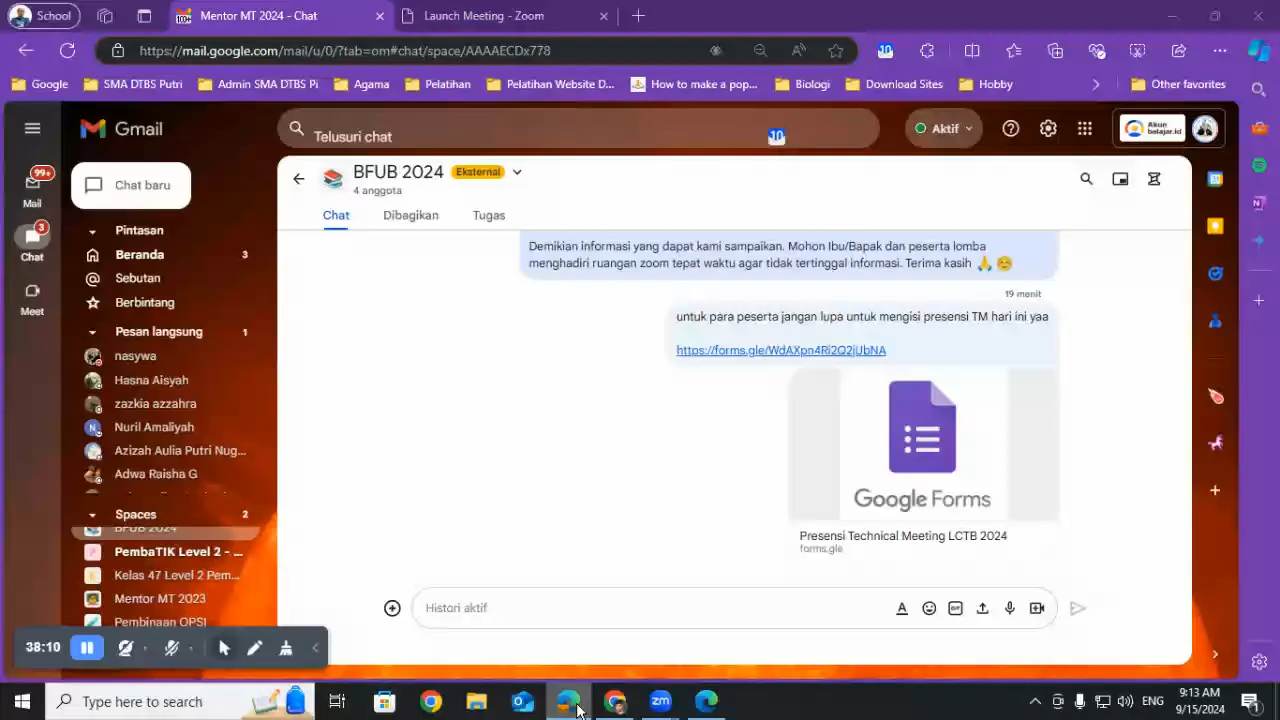 School
Mentor MT 2024 - Chat
Launch Meeting - Zoom
https://mail.google.com/mail/u/0/?tab=om#chat/space/AAAAECDx778
Google
SMA DTBS Putri
Admin SMA DTBS Pi
Agama
Pelatihan
Pelatihan Website D...
How to make a pop...
Biologi
Download Sites
Hobby
Other favorites
Gmail
Telusuri chat
10
Aktif
Akun
belajar.id
99+
Mail
3
Chat
Meet
Chat baru
Pintasan
Beranda 3
Sebutan
Berbintang
Pesan langsung 1
nasywa
Hasna Aisyah
zazkia azzahra
Nuril Amaliyah
Azizah Aulia Putri Nug...
Adwa Raisha G
Spaces 2
BFUB 2024
PembaTIK Level 2 - ...
Kelas 47 Level 2 Pem...
Mentor MT 2023
Pembinaan OPSI
BFUB 2024 Eksternal
4 anggota
Chat
Dibagikan
Tugas
Demikian informasi yang dapat kami sampaikan. Mohon Ibu/Bapak dan peserta lomba
menghadiri ruangan zoom tepat waktu agar tidak tertinggal informasi. Terima kasih 🙏 😊
19 menit
untuk para peserta jangan lupa untuk mengisi presensi TM hari ini yaa
https://forms.gle/WdAXpn4Ri2Q2jUbNA
Google Forms
Presensi Technical Meeting LCTB 2024
forms.gle
Histori aktif
GIF
38:10
Type here to search
zm
ENG
9:13 AM
9/15/2024